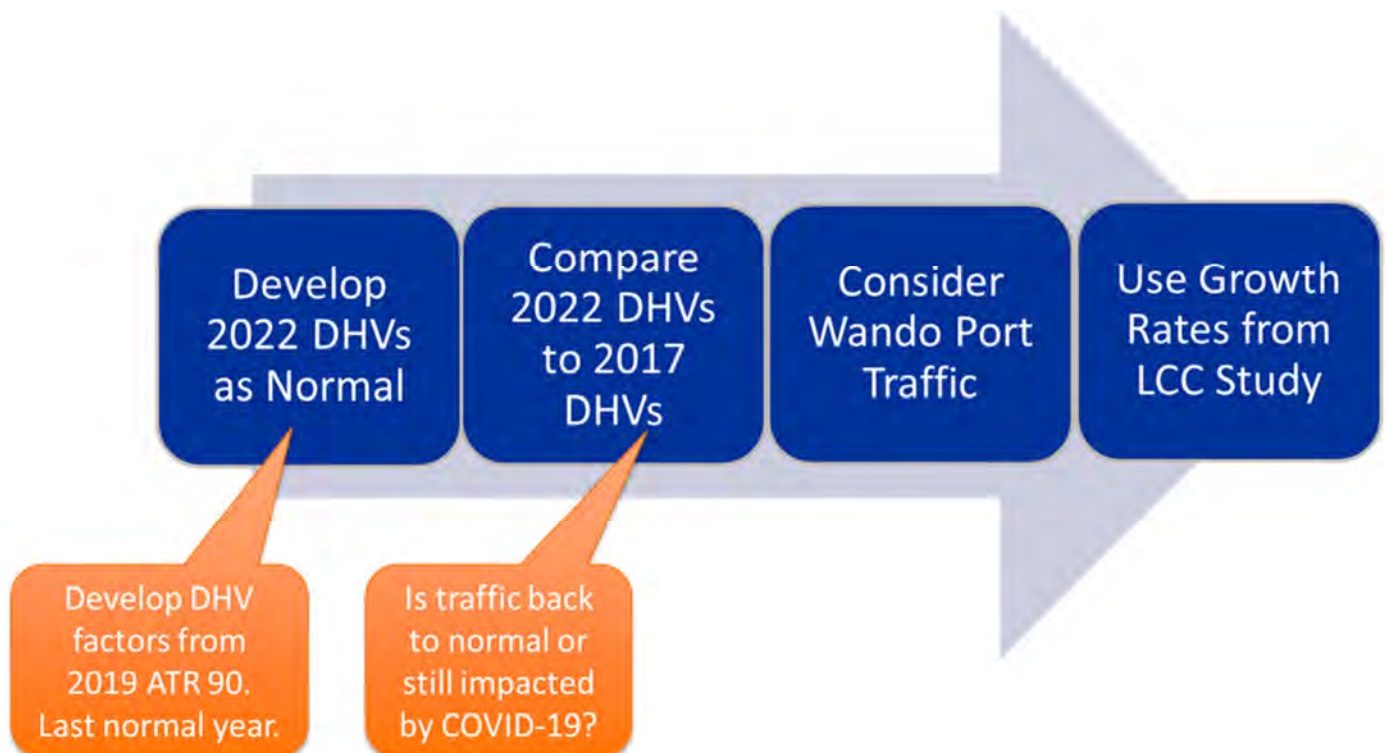 Develop
2022 DHVs
as Normal
Compare
2022 DHVs
to 2017
DHVs
Consider
Wando Port
Traffic
Use Growth
Rates from
LCC Study
Develop DHV
factors from
2019 ATR 90.
Last normal year.
Is traffic back
to normal or
still impacted
by COVID-19?